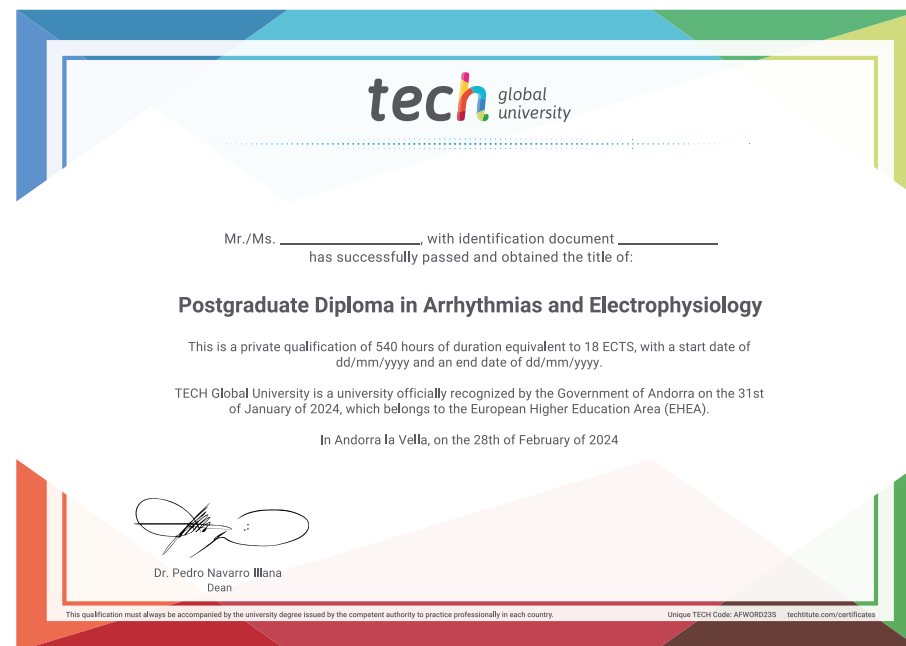 tech global university
Mr./Ms. ____________________, with identification document ______________
has successfully passed and obtained the title of:
Postgraduate Diploma in Arrhythmias and Electrophysiology
This is a private qualification of 540 hours of duration equivalent to 18 ECTS, with a start date of
dd/mm/yyyy and an end date of dd/mm/yyyy.
TECH Global University is a university officially recognized by the Government of Andorra on the 31st
of January of 2024, which belongs to the European Higher Education Area (EHEA).
In Andorra la Vella, on the 28th of February of 2024
Dr. Pedro Navarro Illana
Dean
This qualification must always be accompanied by the university degree issued by the competent authority to practice professionally in each country.
Unique TECH Code: AFWORD23S techtitute.com/certificates